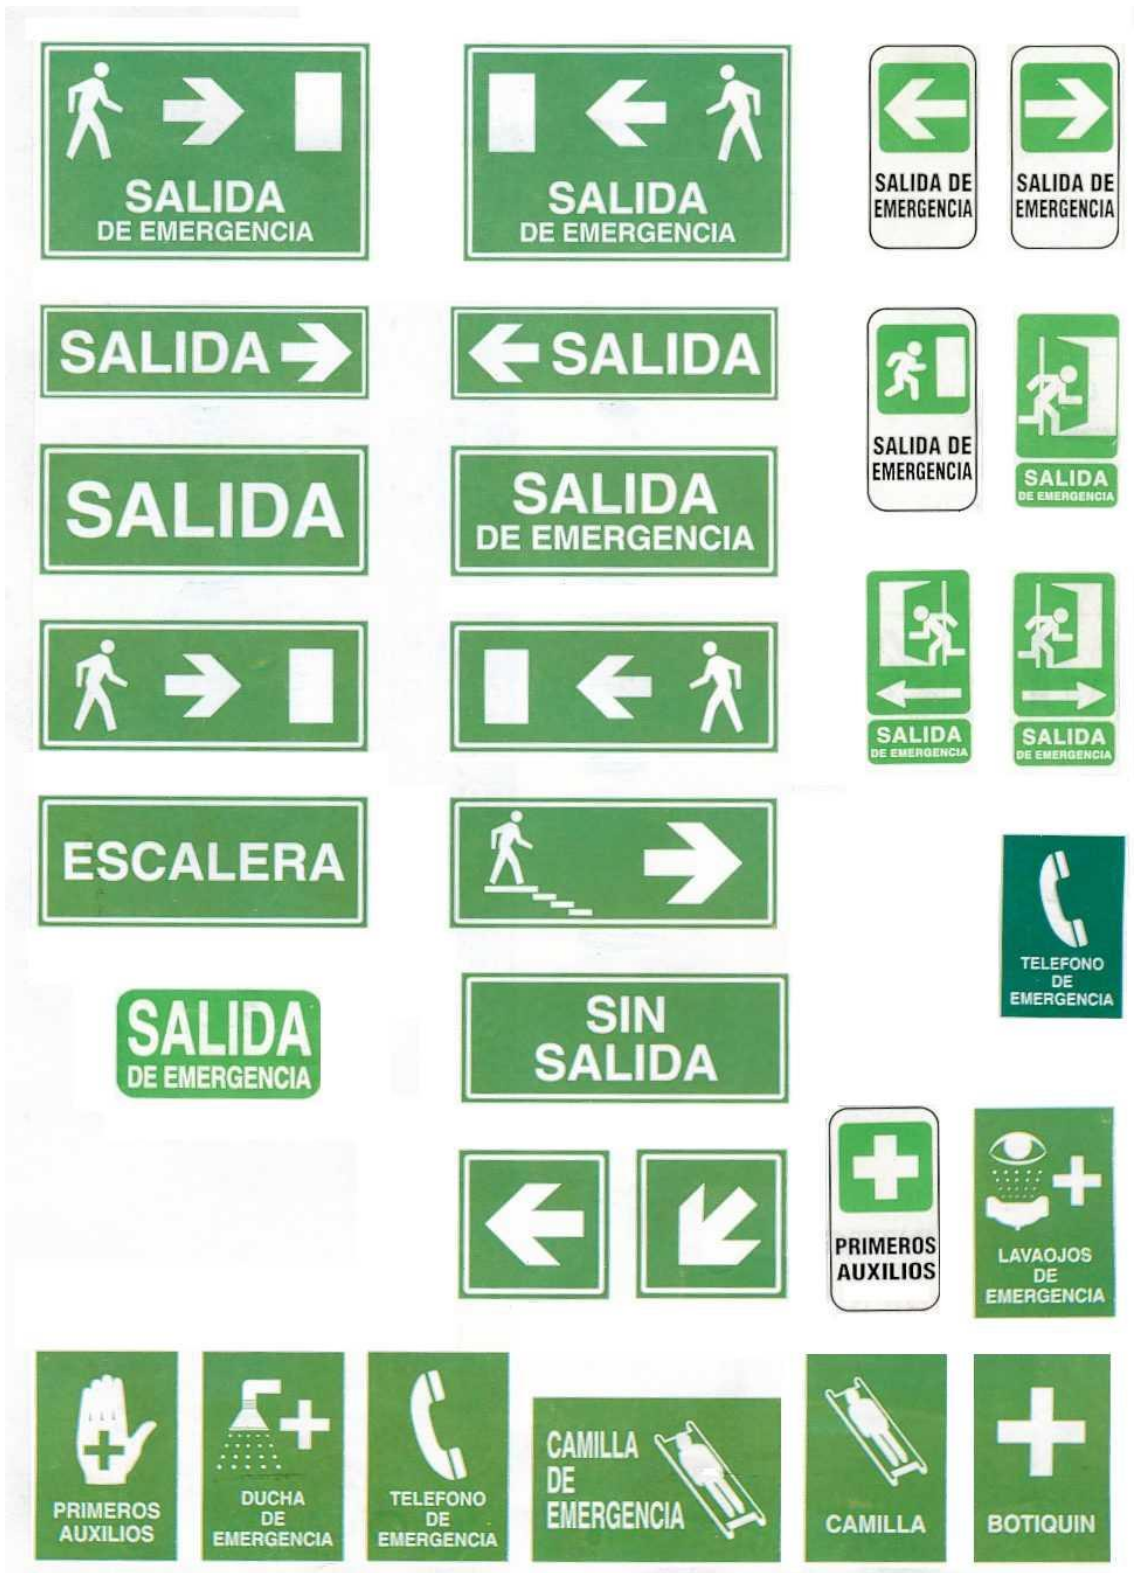 SALIDA
DE EMERGENCIA
SALIDA
DE EMERGENCIA
SALIDA DE
EMERGENCIA
SALIDA DE
EMERGENCIA
SALIDA
SALIDA
SALIDA DE
EMERGENCIA
SALIDA
DE EMERGENCIA
SALIDA
SALIDA
DE EMERGENCIA
SALIDA
DE EMERGENCIA
SALIDA
DE EMERGENCIA
ESCALERA
TELEFONO
DE
EMERGENCIA
SALIDA
DE EMERGENCIA
SIN
SALIDA
PRIMEROS
AUXILIOS
LAVAOJOS
DE
EMERGENCIA
PRIMEROS
AUXILIOS
DUCHA
DE
EMERGENCIA
TELEFONO
DE
EMERGENCIA
CAMILLA
DE
EMERGENCIA
CAMILLA
BOTIQUIN